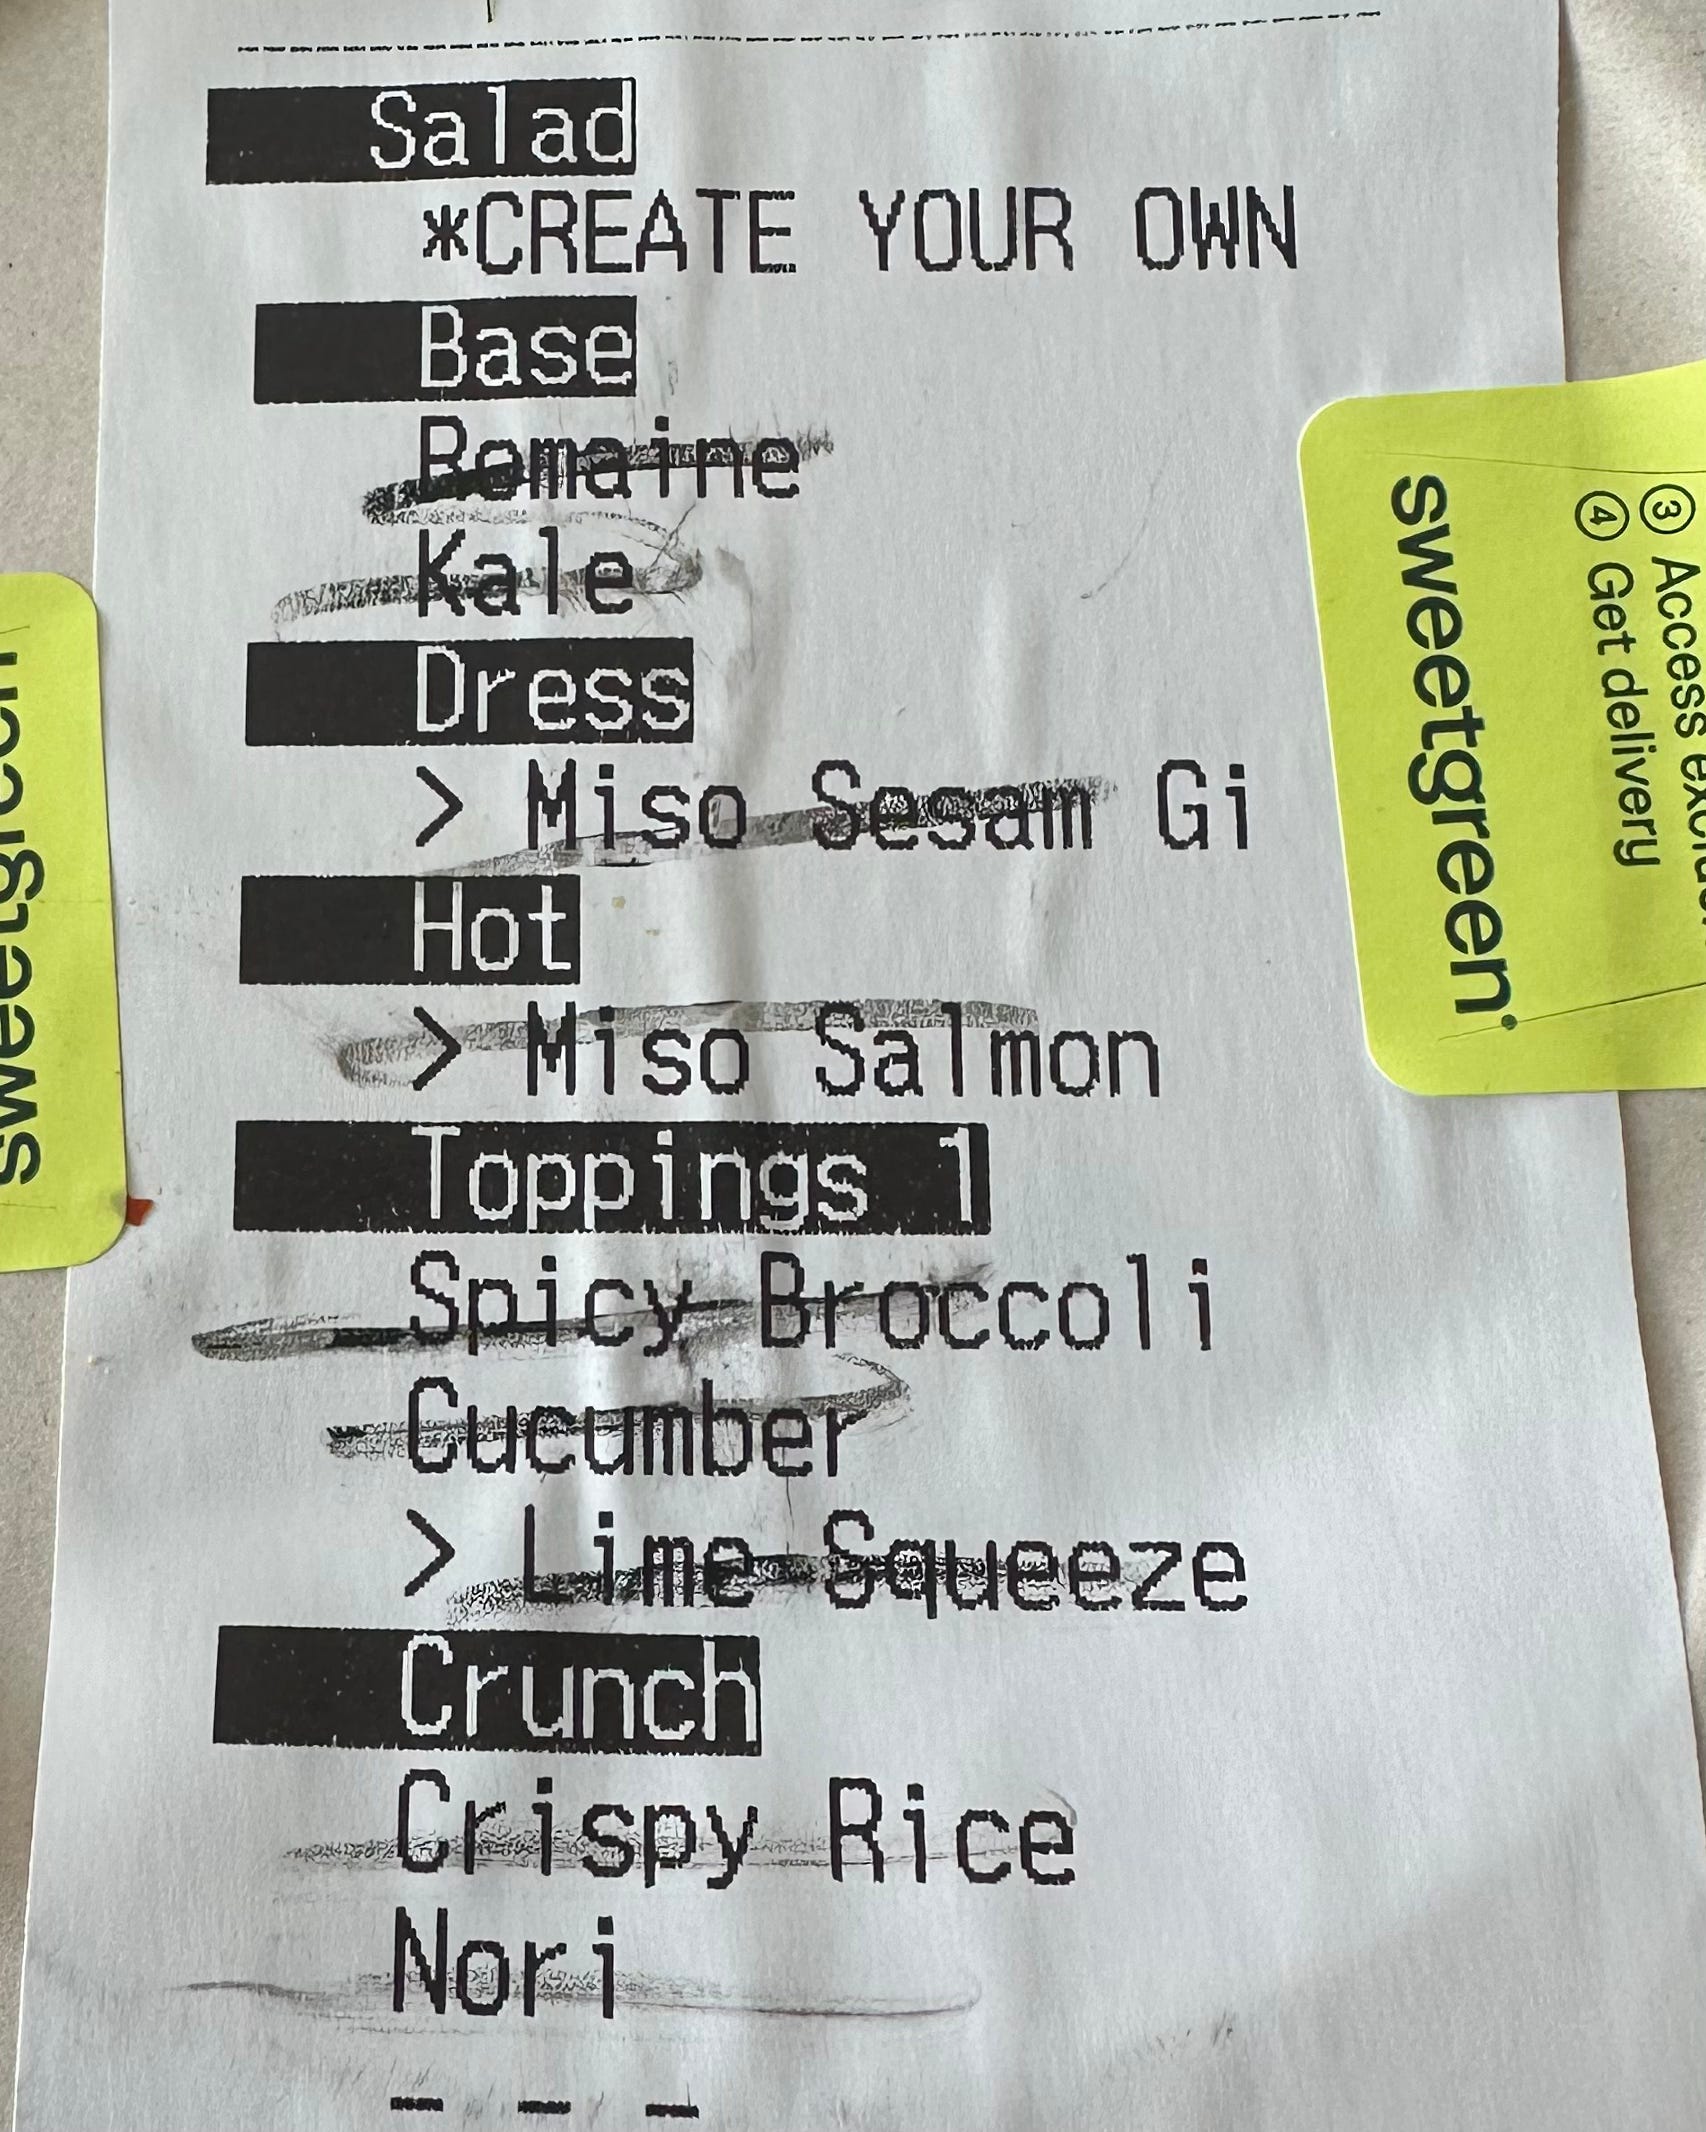 Salad
*CREATE YOUR OWN
Base
Romaine
Kale
Dress
> Miso Sesam Gi
Hot
> Miso Salmon
Toppings 1
Spicy Broccoli
Cucumber
> Lime Squeeze
Crunch
Crispy Rice
Nori
- - -
sweetgreen
sweetgreen
③ Access
④ Get delivery